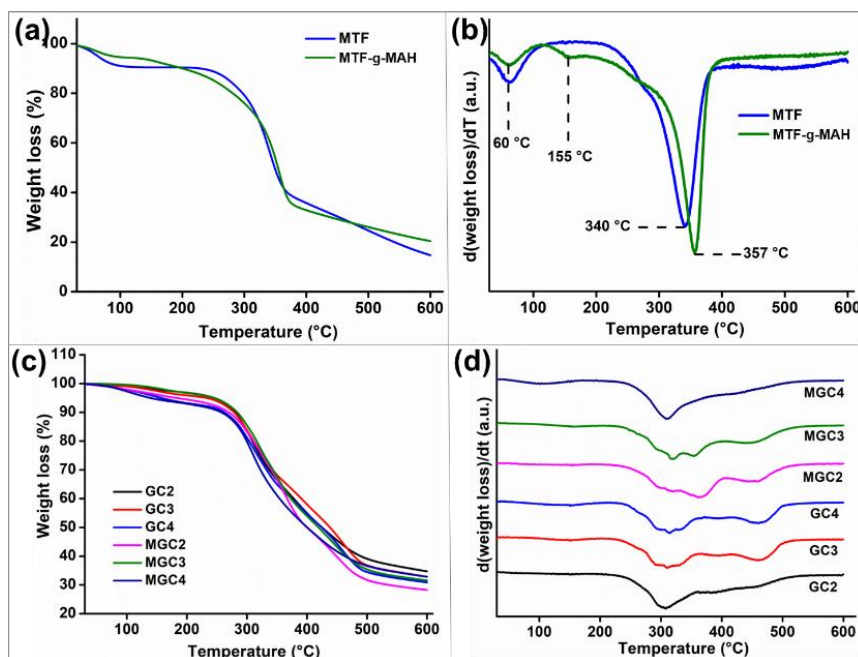 (a)
MTF
MTF-g-MAH
Weight loss (%)
100
80
60
40
20
0
100 200 300 400 500 600
Temperature (°C)
(b)
MTF
MTF-g-MAH
d(weight loss)/dT (a.u.)
60 °C
155 °C
340 °C
357 °C
100 200 300 400 500 600
Temperature (°C)
(c)
Weight loss (%)
110
100
90
80
70
60
50
40
30
20
GC2
GC3
GC4
MGC2
MGC3
MGC4
100 200 300 400 500 600
Temperature (°C)
(d)
d(weight loss)/dt (a.u.)
MGC4
MGC3
MGC2
GC4
GC3
GC2
100 200 300 400 500 600
Temperature (°C)